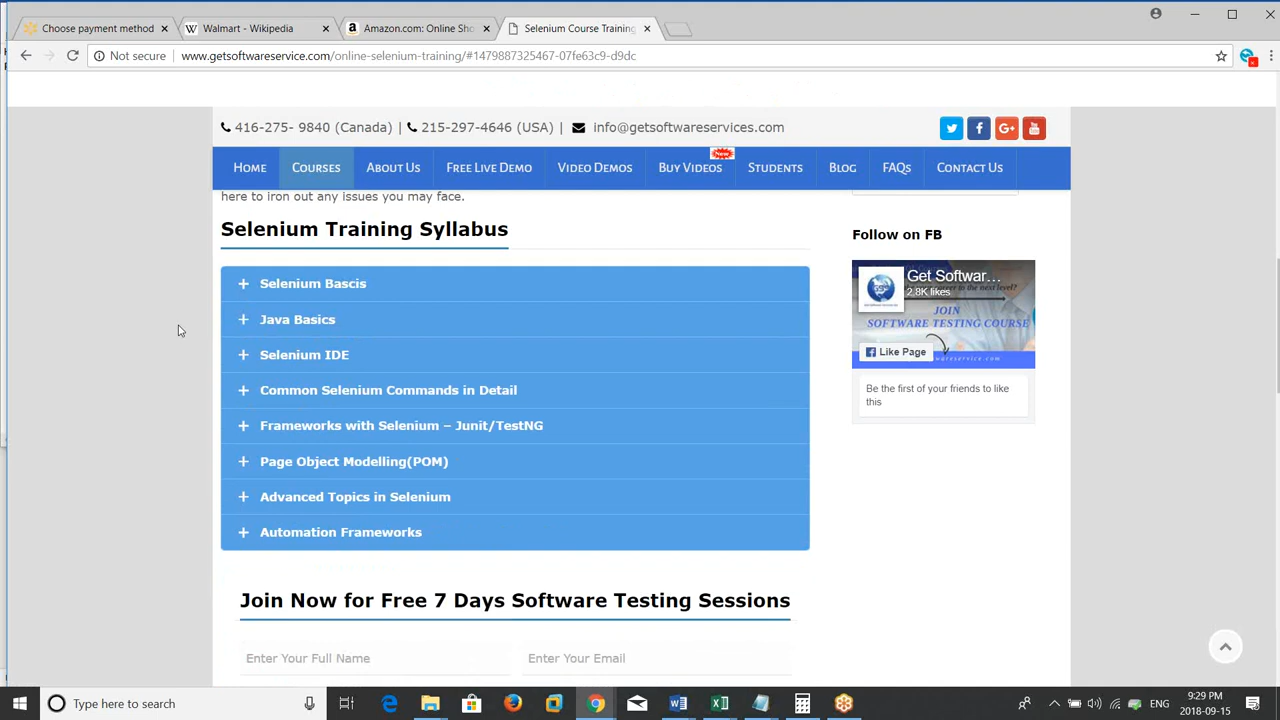 Choose payment method
Walmart - Wikipedia
Amazon.com: Online Sho
Selenium Course Training
Not secure
www.getsoftwareservice.com/online-selenium-training/#1479887325467-07fe63c9-d9dc
416-275- 9840 (Canada) | 215-297-4646 (USA) | info@getsoftwareservices.com
New
Home Courses About Us Free Live Demo Video Demos Buy Videos Students Blog FAQs Contact Us
here to iron out any issues you may face.
Selenium Training Syllabus
+ Selenium Bascis
+ Java Basics
+ Selenium IDE
+ Common Selenium Commands in Detail
+ Frameworks with Selenium – Junit/TestNG
+ Page Object Modelling(POM)
+ Advanced Topics in Selenium
+ Automation Frameworks
Follow on FB
Get Softwar...
2.8K likes
JOIN
SOFTWARE TESTING COURSE
Like Page
Be the first of your friends to like
this
Join Now for Free 7 Days Software Testing Sessions
Enter Your Full Name
Enter Your Email
Type here to search
ENG
9:29 PM
2018-09-15